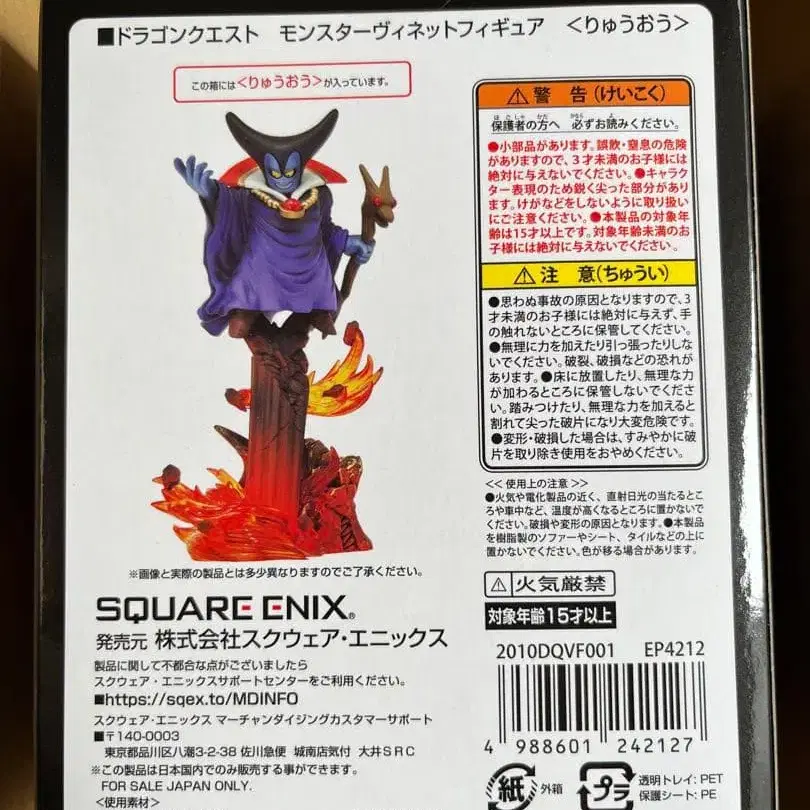 ■ドラゴンクエスト モンスターヴィネットフィギュア <りゅうおう>
この箱には<りゅうおう>が入っています。
※画像と実際の製品とは多少異なりますのでご了承ください。
SQUARE ENIX®
発売元 株式会社スクウェア・エニックス
製品に関して不都合な点がございましたら
スクウェア・エニックスサポートセンターをご利用ください。
■https://sqex.to/MDINFO
スクウェア・エニックス マーチャンダイジングカスタマーサポート
■〒140-0003
東京都品川区八潮3-2-38 佐川急便 城南店気付 大井SRC
※この製品は日本国内でのみ販売する事ができます。
FOR SALE JAPAN ONLY.
<使用素材>
⚠警 告(けいこく)
保護者の方へ 必ずお読みください。
●小部品があります。誤飲・窒息の危険
がありますので、3才未満のお子様には
絶対に与えないでください。●キャラク
ター表現のため鋭く尖った部分があり
ます。けがなどをしないように取り扱い
にご注意ください。●本製品の対象年
齢は15才以上です。対象年齢未満のお
子様には絶対に与えないでください。
⚠注 意(ちゅうい)
●思わぬ事故の原因となりますので、3
才未満のお子様には絶対に与えず、手
の触れないところに保管してください。
●無理に力を加えたり引っ張ったりしな
いでください。破裂、破損などの恐れが
あります。●床に放置したり、無理な力
が加わるところに保管しないでくださ
い。踏みつけたり、無理な力を加えると
割れて尖った破片になり大変危険です。
●変形・破損した場合は、すみやかに破
片を取り除き使用をおやめください。
<< 使用上の注意 >>
●火気や電化製品の近く、直射日光の当たるとこ
ろや車中など、温度が高くなるところに置かないで
ください。破損や変形の原因となります。●本製品
を樹脂製のソファーやシート、タイルなどの上に
置かないでください。色が移る場合があります。
⚠火気厳禁
対象年齢15才以上
2010DQVF001 EP4212
4 988601 242127
紙 外箱
プラ 透明トレイ:PET
保護シート:PE